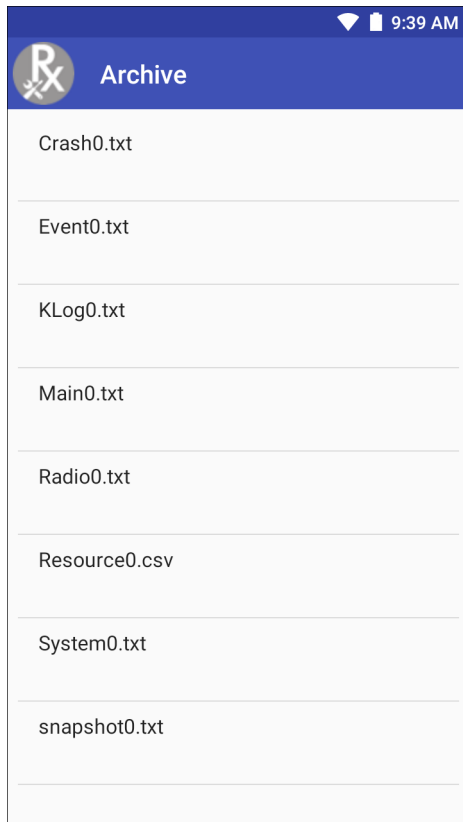 9:39 AM
Rx
Archive
Crash0.txt
Event0.txt
KLog0.txt
Main0.txt
Radio0.txt
Resource0.csv
System0.txt
snapshot0.txt